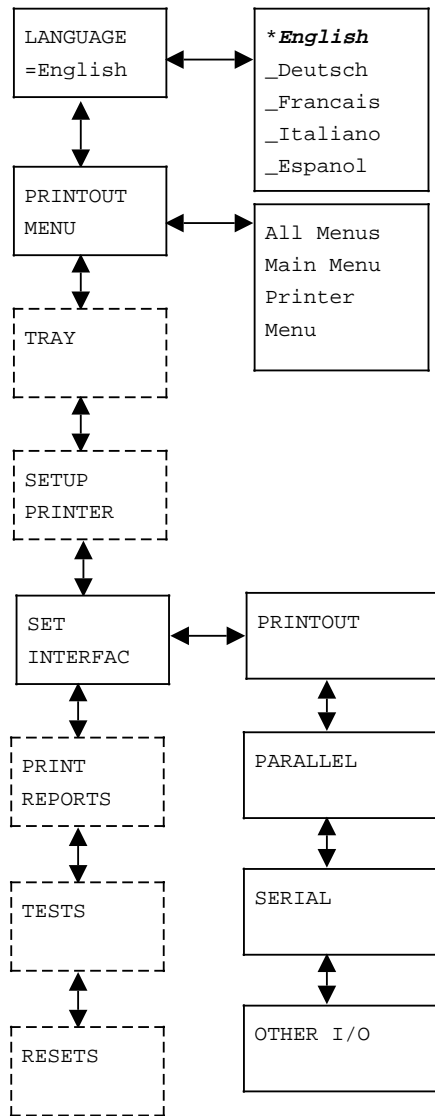 LANGUAGE
=English
*English
_Deutsch
_Francais
_Italiano
_Espanol
PRINTOUT
MENU
All Menus
Main Menu
Printer
Menu
TRAY
SETUP
PRINTER
SET
INTERFAC
PRINTOUT
PRINT
REPORTS
PARALLEL
TESTS
SERIAL
RESETS
OTHER I/O